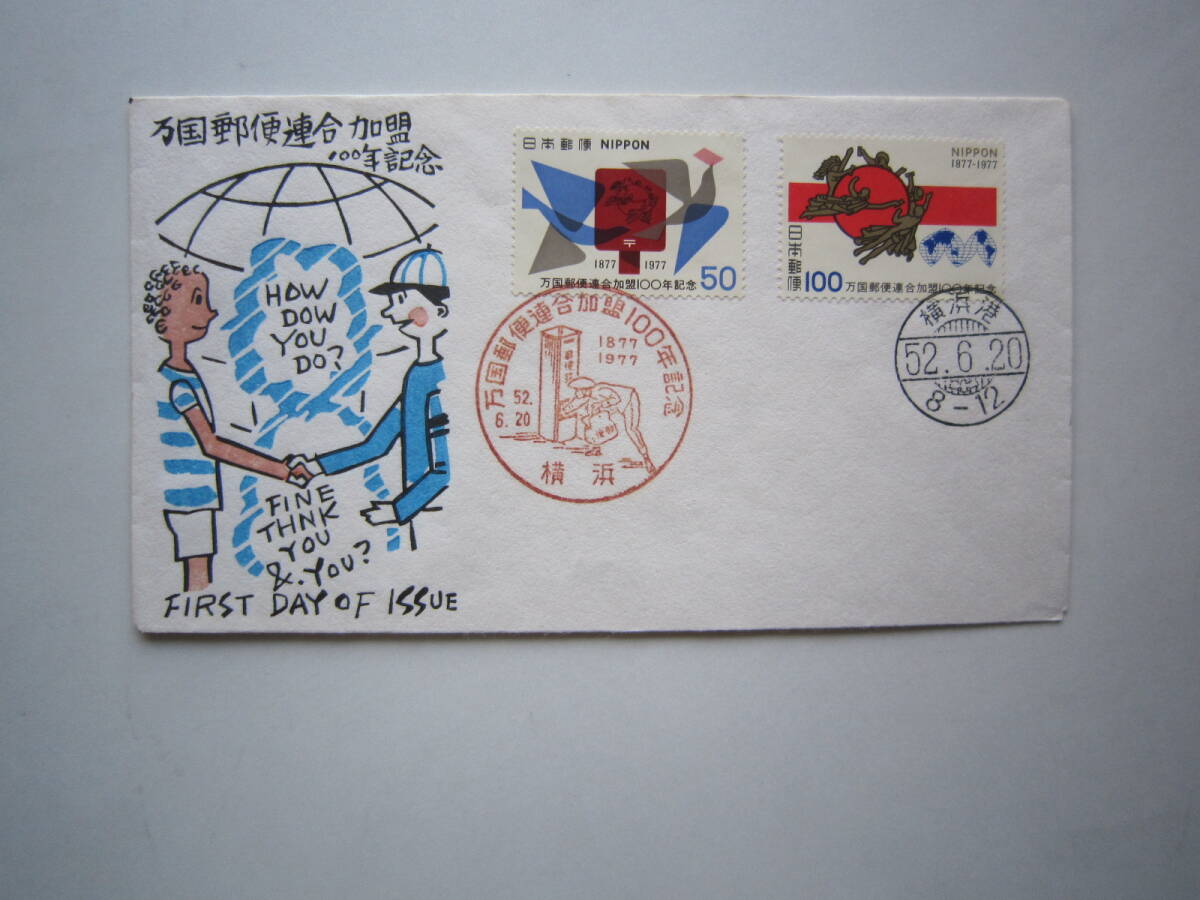 万国郵便連合加盟
100年記念
HOW
DOW
YOU
DO?
FINE
THNK
YOU
&.YOU?
FIRST DAY OF ISSUE
日本郵便 NIPPON
1877 1977
万国郵便連合加盟100年記念 50
NIPPON
1877-1977
日本郵便
100 万国郵便連合加盟100年記念
万国郵便連合加盟100年記念
1877
1977
52.
6.20
横浜
横浜港
52.6.20
8-12